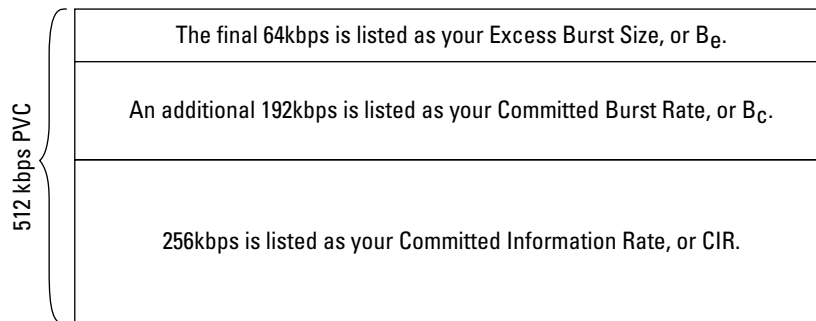 The final 64kbps is listed as your Excess Burst Size, or Be.
An additional 192kbps is listed as your Committed Burst Rate, or Bc.
512 kbps PVC
256kbps is listed as your Committed Information Rate, or CIR.